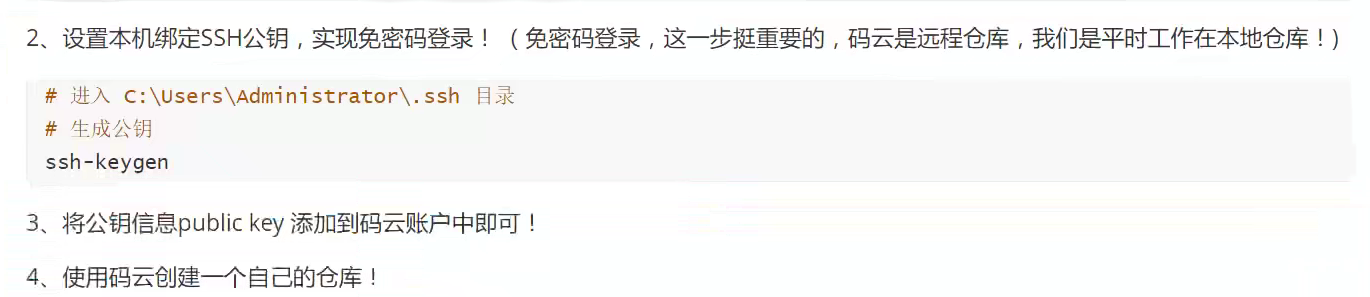 2、设置本机绑定SSH公钥，实现免密码登录！（免密码登录，这一步挺重要的，码云是远程仓库，我们是平时工作在本地仓库！)
# 进入 C:\Users\Administrator\.ssh 目录
# 生成公钥
ssh-keygen
3、将公钥信息public key 添加到码云账户中即可！
4、使用码云创建一个自己的仓库！